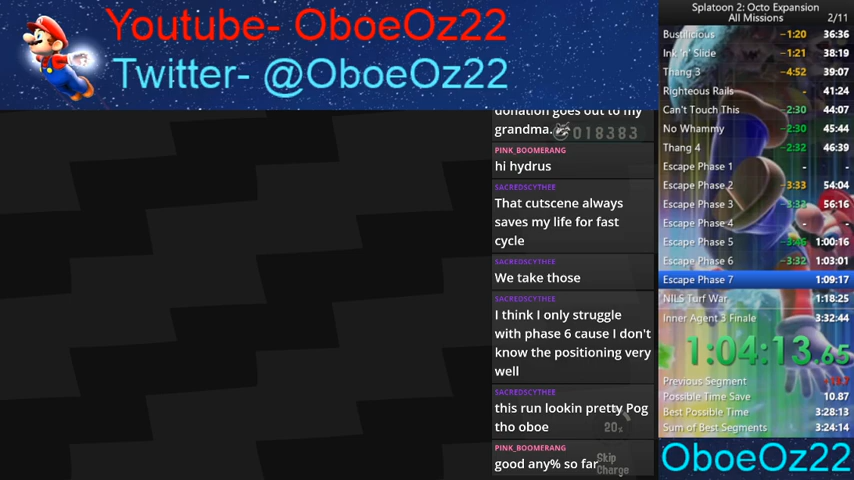 Youtube- OboeOz22
Twitter- @OboeOz22
donation goes out to my
grandma.
018383
PINK_BOOMERANG
hi hydrus
SACREDSCYTHEE
That cutscene always
saves my life for fast
cycle
SACREDSCYTHEE
We take those
SACREDSCYTHEE
I think I only struggle
with phase 6 cause I don't
know the positioning very
well
SACREDSCYTHEE
this run lookin pretty Pog
tho oboe
20%
PINK_BOOMERANG
good any% so far
Skip
Charge
Splatoon 2: Octo Expansion
All Missions 2/11
Bustilicious -1:20 36:36
Ink 'n' Slide -1:21 38:19
Thang 3 -4:52 39:07
Righteous Rails - 41:24
Can't Touch This -2:30 44:07
No Whammy -2:30 45:44
Thang 4 -2:32 46:39
Escape Phase 1 - -
Escape Phase 2 -3:33 54:04
Escape Phase 3 -3:32 56:16
Escape Phase 4 - -
Escape Phase 5 -3:46 1:00:16
Escape Phase 6 -3:32 1:03:01
Escape Phase 7 1:09:17
NILS Turf War 1:18:25
Inner Agent 3 Finale 3:32:44
1:04:13.65
Previous Segment
Possible Time Save 10.87
Best Possible Time 3:28:13
Sum of Best Segments 3:24:14
OboeOz22